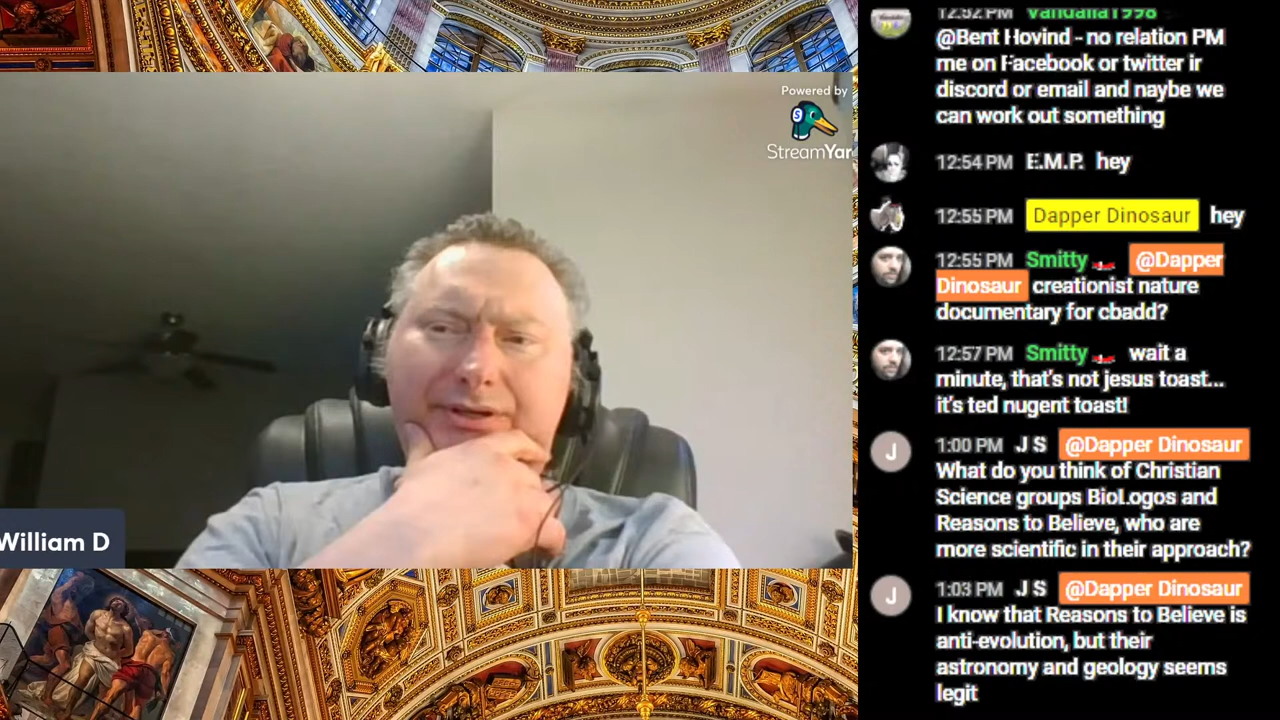 Powered by
StreamYar
William D
12:52 PM Vandalia1998
@Bent Hovind - no relation PM
me on Facebook or twitter ir
discord or email and naybe we
can work out something
12:54 PM E.M.P. hey
12:55 PM Dapper Dinosaur hey
12:55 PM Smitty @Dapper
Dinosaur creationist nature
documentary for cbadd?
12:57 PM Smitty wait a
minute, that's not jesus toast...
it's ted nugent toast!
J
1:00 PM J S @Dapper Dinosaur
What do you think of Christian
Science groups BioLogos and
Reasons to Believe, who are
more scientific in their approach?
J
1:03 PM J S @Dapper Dinosaur
I know that Reasons to Believe is
anti-evolution, but their
astronomy and geology seems
legit